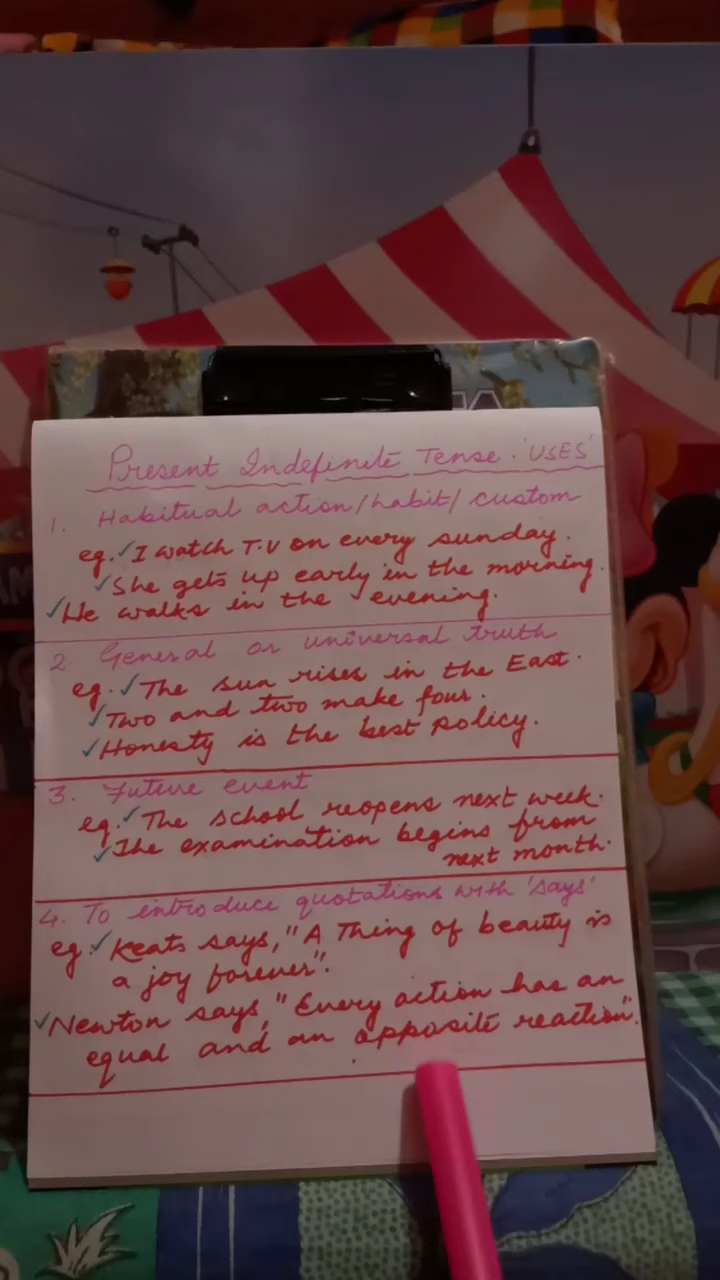 Present Indefinite Tense. 'USES'
1. Habitual action/habit/custom
eg. ✓I watch T.V on every sunday.
✓She gets up early in the morning.
✓He walks in the evening.
2. General or universal truth
eg. ✓The sun rises in the East.
✓Two and two make four.
✓Honesty is the best policy.
3. Future event
eg. ✓The school reopens next week.
✓The examination begins from
next month.
4. To introduce quotations with 'says'
eg. ✓Keats says, "A Thing of beauty is
a joy forever".
✓Newton says, "Every action has an
equal and an opposite reaction".